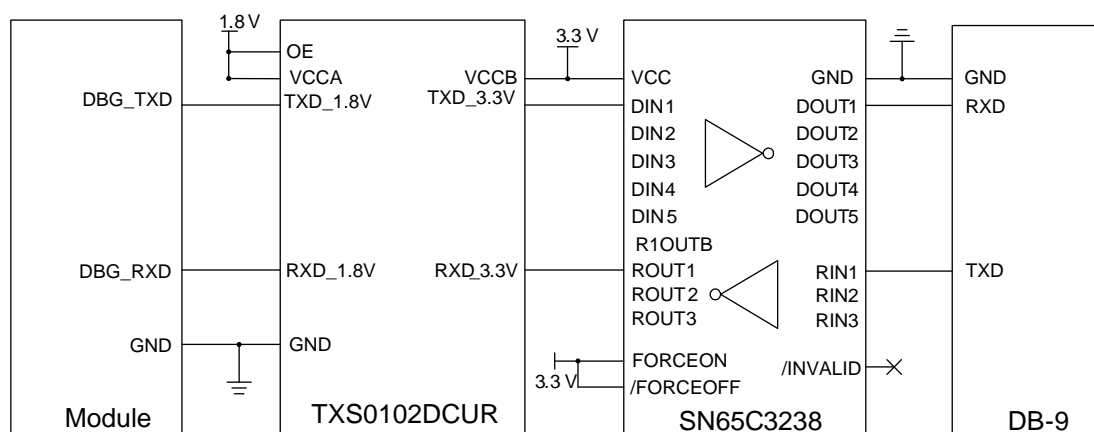 1.8 V
OE
VCCA
DBG_TXD
TXD_1.8V
DBG_RXD
RXD_1.8V
GND
GND
Module
VCCB
TXD_3.3V
RXD_3.3V
TXS0102DCUR
3.3 V
VCC
DIN1
DIN2
DIN3
DIN4
DIN5
R1OUTB
ROUT1
ROUT2
ROUT3
FORCEON
/FORCEOFF
3.3 V
GND
DOUT1
DOUT2
DOUT3
DOUT4
DOUT5
RIN1
RIN2
RIN3
/INVALID
SN65C3238
GND
RXD
TXD
DB-9